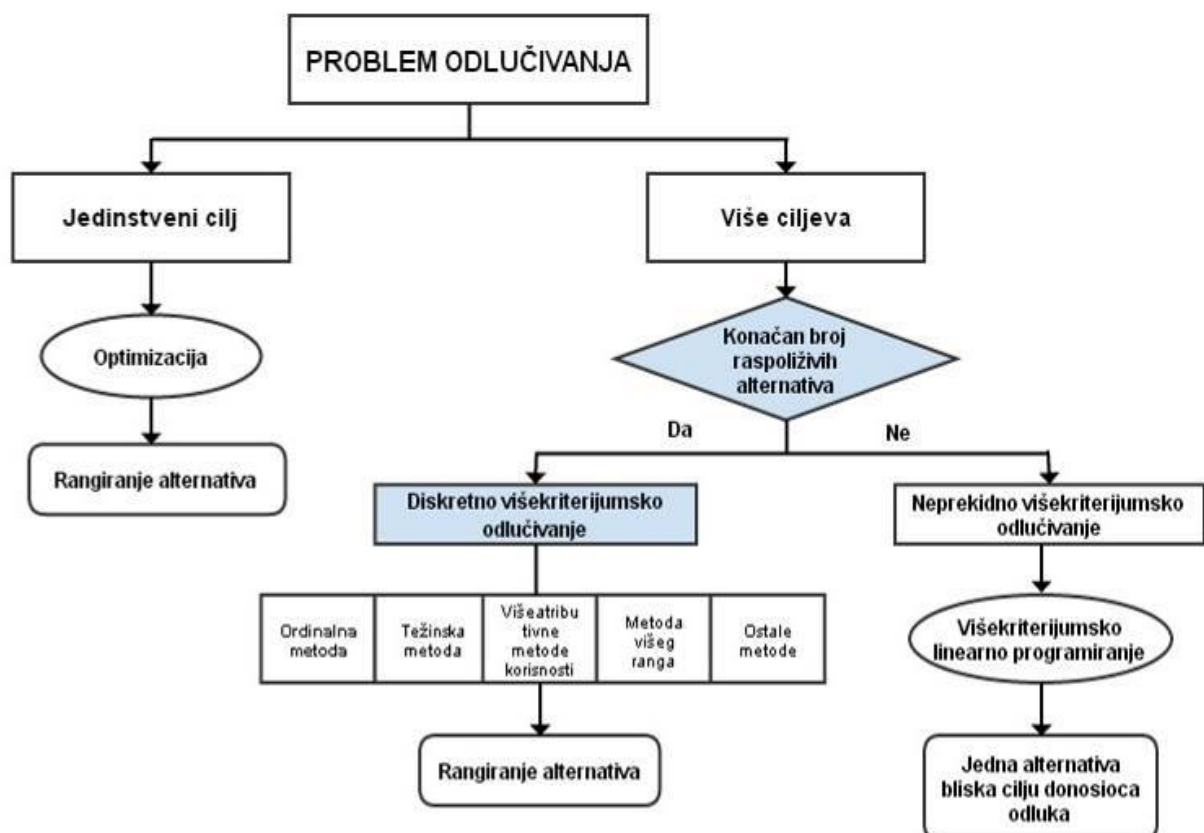 PROBLEM ODLUČIVANJA
Jedinstveni cilj
Više ciljeva
Optimizacija
Konačan broj
raspoliživih
alternativa
Da
Ne
Rangiranje alternativa
Diskretno višekriterijumsko
odlučivanje
Neprekidno višekriterijumsko
odlučivanje
Ordinalna
metoda
Težinska
metoda
Višeatribu
tivne
metode
korisnosti
Metoda
višeg
ranga
Ostale
metode
Višekriterijumsko
linearno programiranje
Rangiranje alternativa
Jedna alternativa
bliska cilju donosioca
odluka